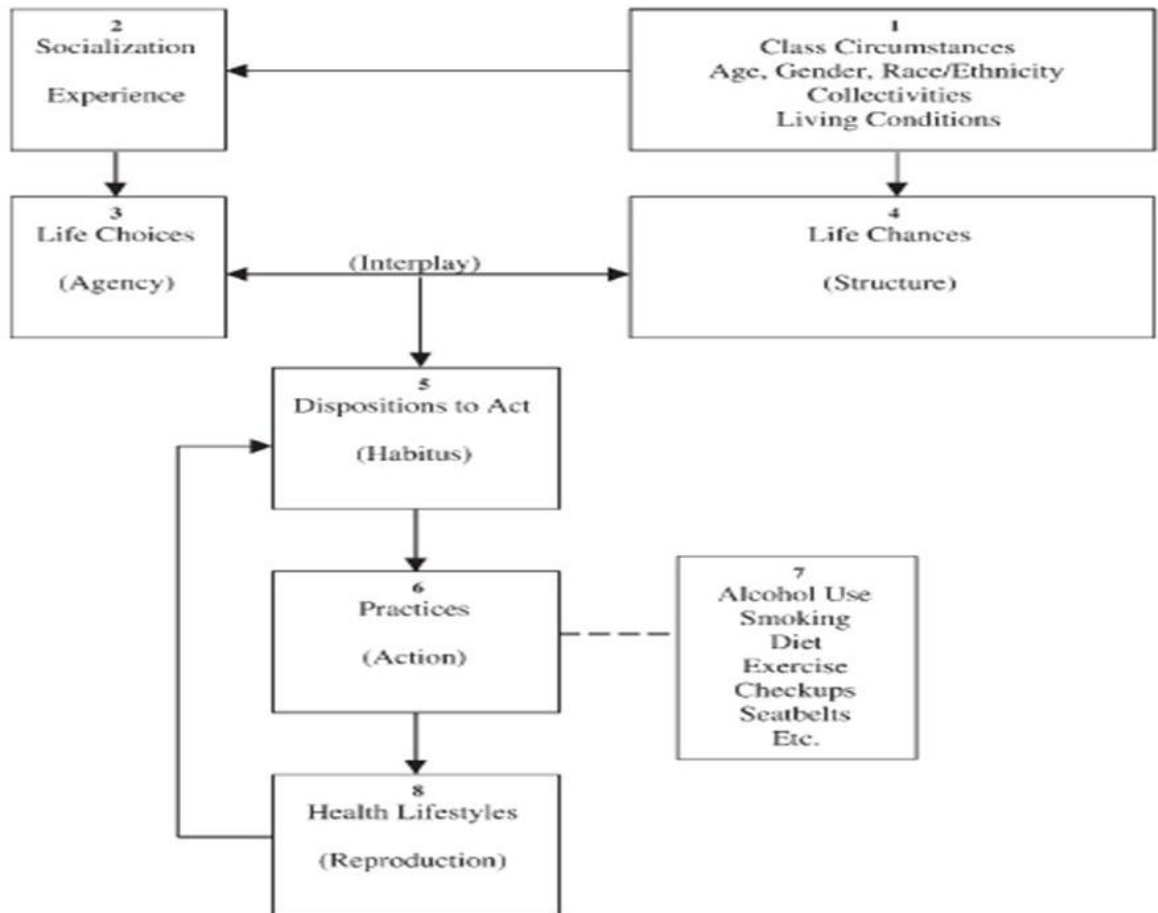 2
Socialization
Experience
1
Class Circumstances
Age, Gender, Race/Ethnicity
Collectivities
Living Conditions
3
Life Choices
(Agency)
(Interplay)
4
Life Chances
(Structure)
5
Dispositions to Act
(Habitus)
6
Practices
(Action)
7
Alcohol Use
Smoking
Diet
Exercise
Checkups
Seatbelts
Etc.
8
Health Lifestyles
(Reproduction)